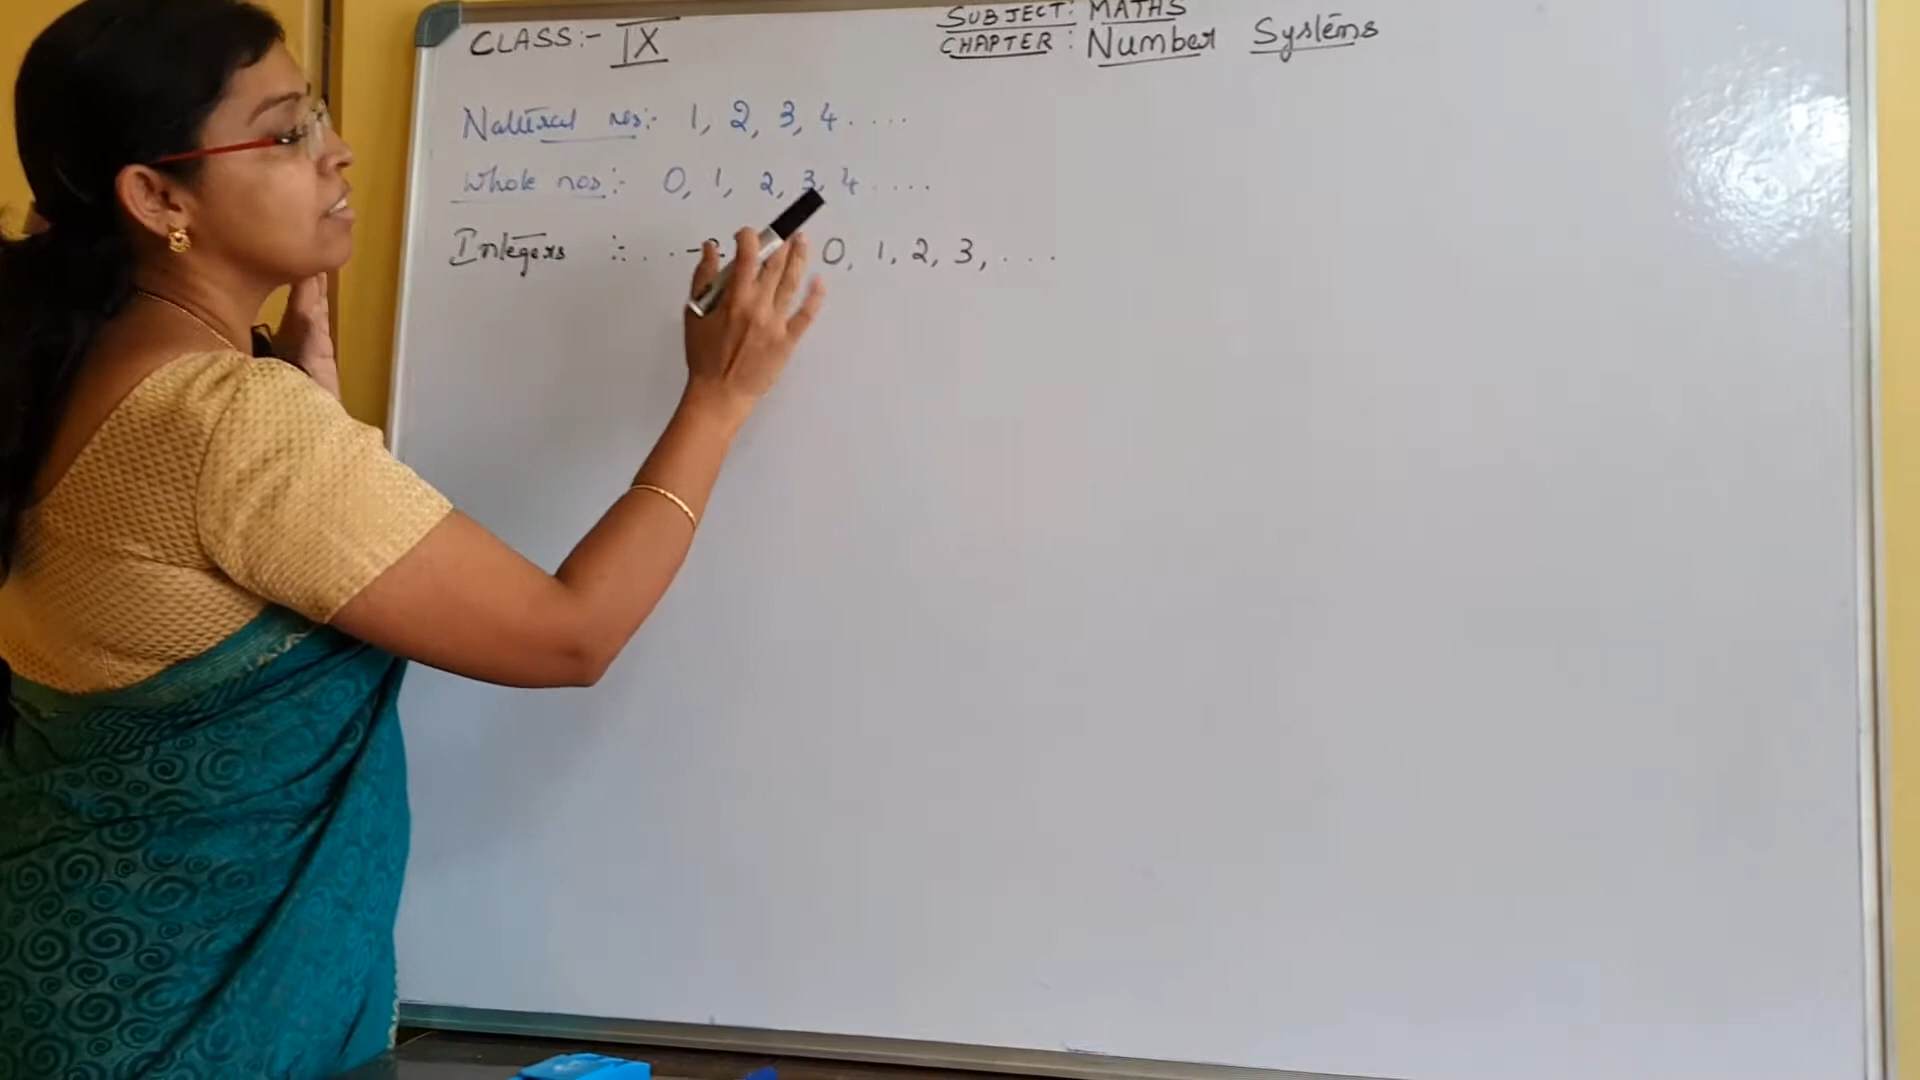 CLASS:- IX
SUBJECT: MATHS
CHAPTER: Number Systems
Natural nos:- 1, 2, 3, 4....
Whole nos:- 0, 1, 2, 3, 4....
Integers :- .. -2 0, 1, 2, 3, ...